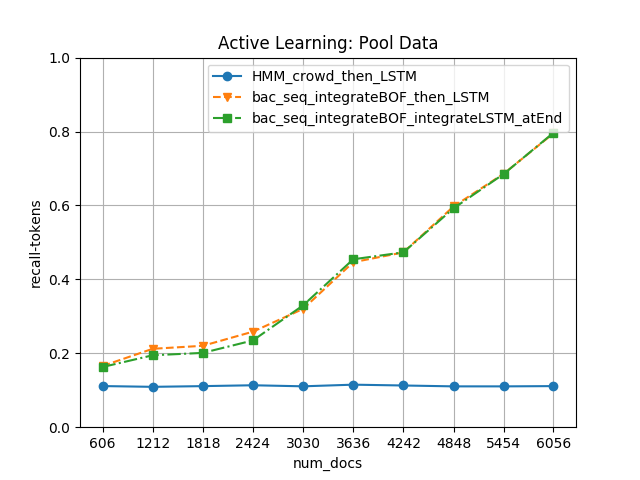 Active Learning: Pool Data
HMM_crowd_then_LSTM
bac_seq_integrateBOF_then_LSTM
bac_seq_integrateBOF_integrateLSTM_atEnd
recall-tokens
1.0
0.8
0.6
0.4
0.2
0.0
606 1212 1818 2424 3030 3636 4242 4848 5454 6056
num_docs